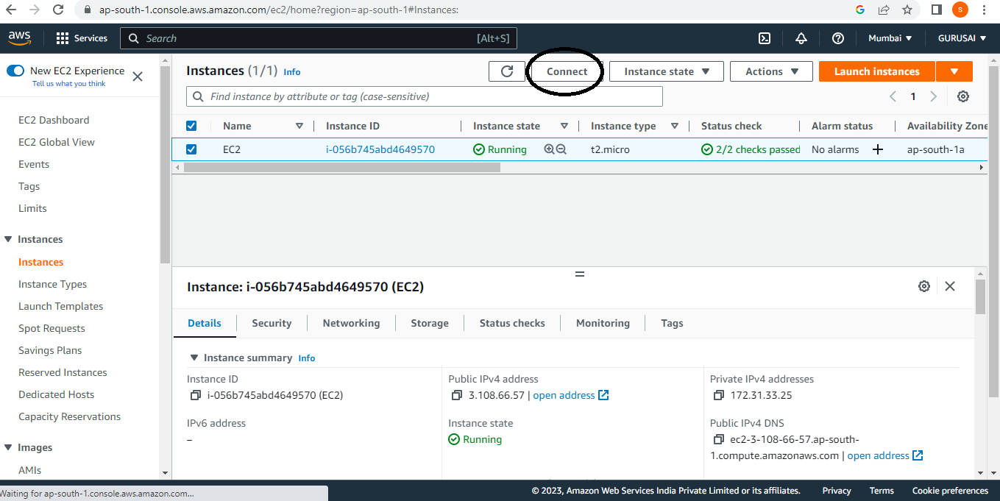 ap-south-1.console.aws.amazon.com/ec2/home?region=ap-south-1#Instances:
S
aws
Services
Search
[Alt+S]
Mumbai
GURUSAI
New EC2 Experience
Tell us what you think
EC2 Dashboard
EC2 Global View
Events
Tags
Limits
Instances
Instances
Instance Types
Launch Templates
Spot Requests
Savings Plans
Reserved Instances
Dedicated Hosts
Capacity Reservations
Images
AMIs
Instances (1/1) Info
Connect
Instance state
Actions
Launch instances
Find instance by attribute or tag (case-sensitive)
1
Name Instance ID Instance state Instance type Status check Alarm status Availability Zone
EC2 i-056b745abd4649570 Running t2.micro 2/2 checks passed No alarms ap-south-1a
Instance: i-056b745abd4649570 (EC2)
Details Security Networking Storage Status checks Monitoring Tags
Instance summary Info
Instance ID
i-056b745abd4649570 (EC2)
Public IPv4 address
3.108.66.57 | open address
Private IPv4 addresses
172.31.33.25
IPv6 address
–
Instance state
Running
Public IPv4 DNS
ec2-3-108-66-57.ap-south-
1.compute.amazonaws.com | open address
Waiting for ap-south-1.console.aws.amazon.com...
© 2023, Amazon Web Services India Private Limited or its affiliates.
Privacy
Terms
Cookie preferences